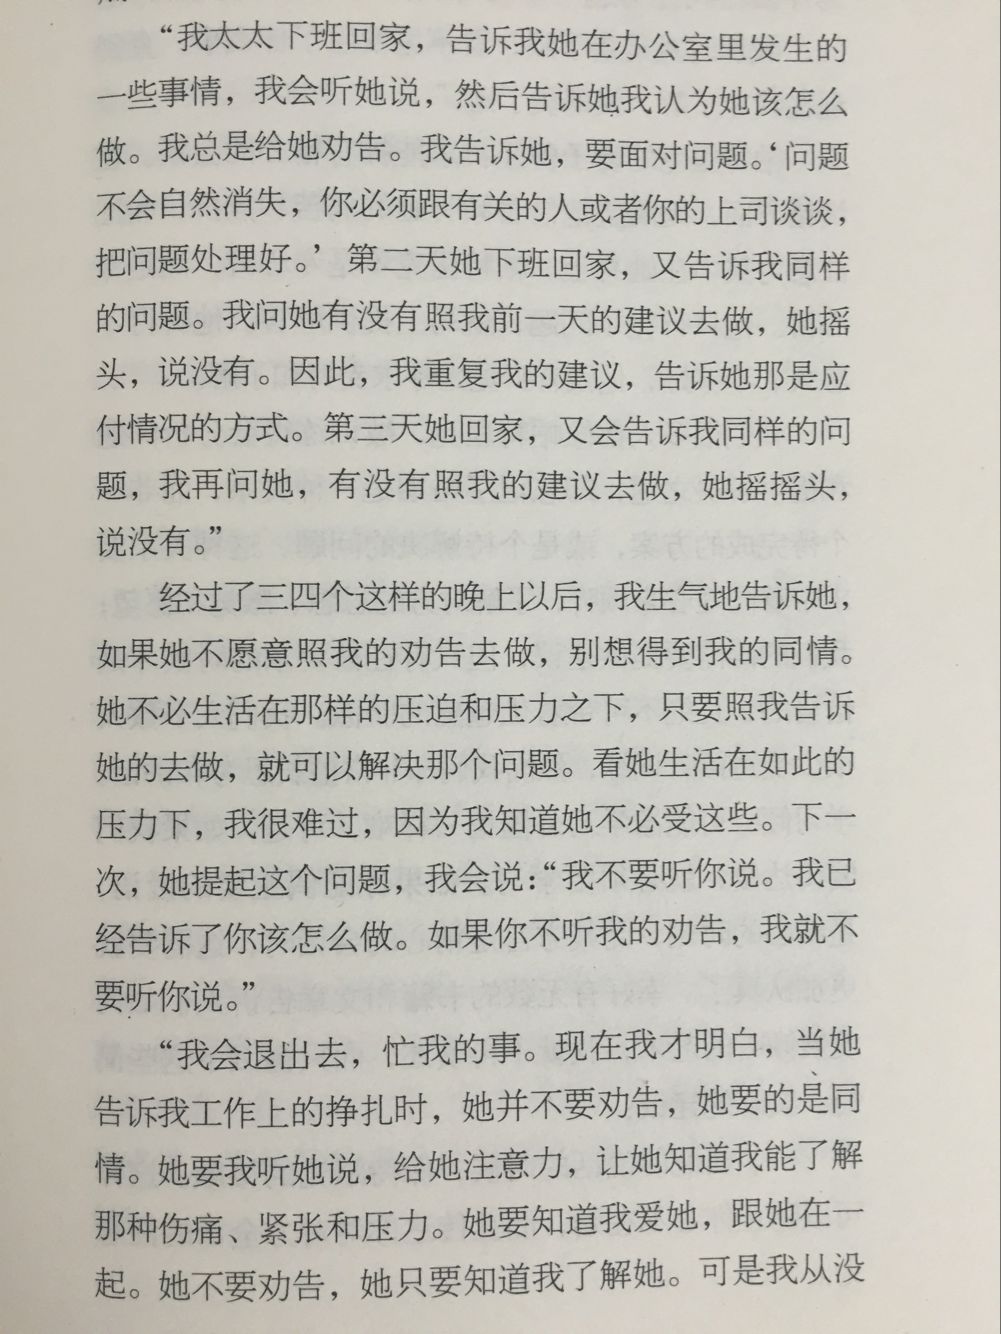 “我太太下班回家，告诉我她在办公室里发生的
一些事情，我会听她说，然后告诉她我认为她该怎么
做。我总是给她劝告。我告诉她，要面对问题。‘问题
不会自然消失，你必须跟有关的人或者你的上司谈谈，
把问题处理好。’第二天她下班回家，又告诉我同样
的问题。我问她有没有照我前一天的建议去做，她摇
头，说没有。因此，我重复我的建议，告诉她那是应
付情况的方式。第三天她回家，又会告诉我同样的问
题，我再问她，有没有照我的建议去做，她摇摇头，
说没有。”
经过了三四个这样的晚上以后，我生气地告诉她，
如果她不愿意照我的劝告去做，别想得到我的同情。
她不必生活在那样的压迫和压力之下，只要照我告诉
她的去做，就可以解决那个问题。看她生活在如此的
压力下，我很难过，因为我知道她不必受这些。下一
次，她提起这个问题，我会说：“我不要听你说。我已
经告诉了你该怎么做。如果你不听我的劝告，我就不
要听你说。”
“我会退出去，忙我的事。现在我才明白，当她
告诉我工作上的挣扎时，她并不要劝告，她要的是同
情。她要我听她说，给她注意力，让她知道我能了解
那种伤痛、紧张和压力。她要知道我爱她，跟她在一
起。她不要劝告，她只要知道我了解她。可是我从没